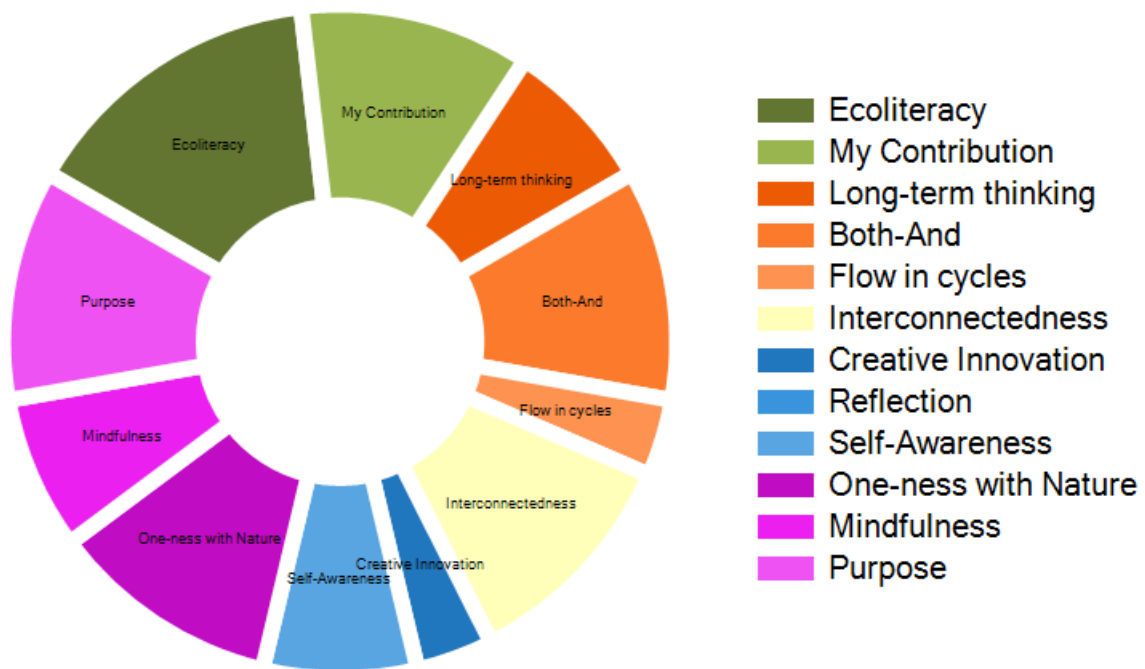 My Contribution
Ecoliteracy
Long-term thinking
Purpose
Both-And
Flow in cycles
Mindfulness
Interconnectedness
One-ness with Nature
Creative Innovation
Self-Awareness
Ecoliteracy
My Contribution
Long-term thinking
Both-And
Flow in cycles
Interconnectedness
Creative Innovation
Reflection
Self-Awareness
One-ness with Nature
Mindfulness
Purpose